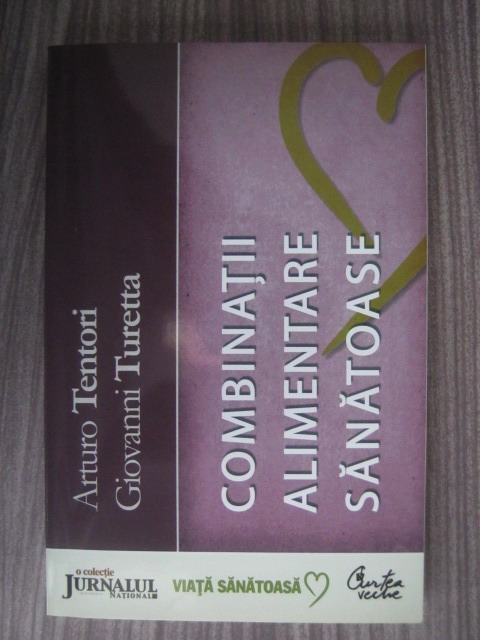 Arturo Tentori
Giovanni Turetta
COMBINAȚII
ALIMENTARE
SĂNĂTOASE
o colecție
JURNALUL
NAȚIONAL
VIAȚĂ SĂNĂTOASĂ
Curtea
veche